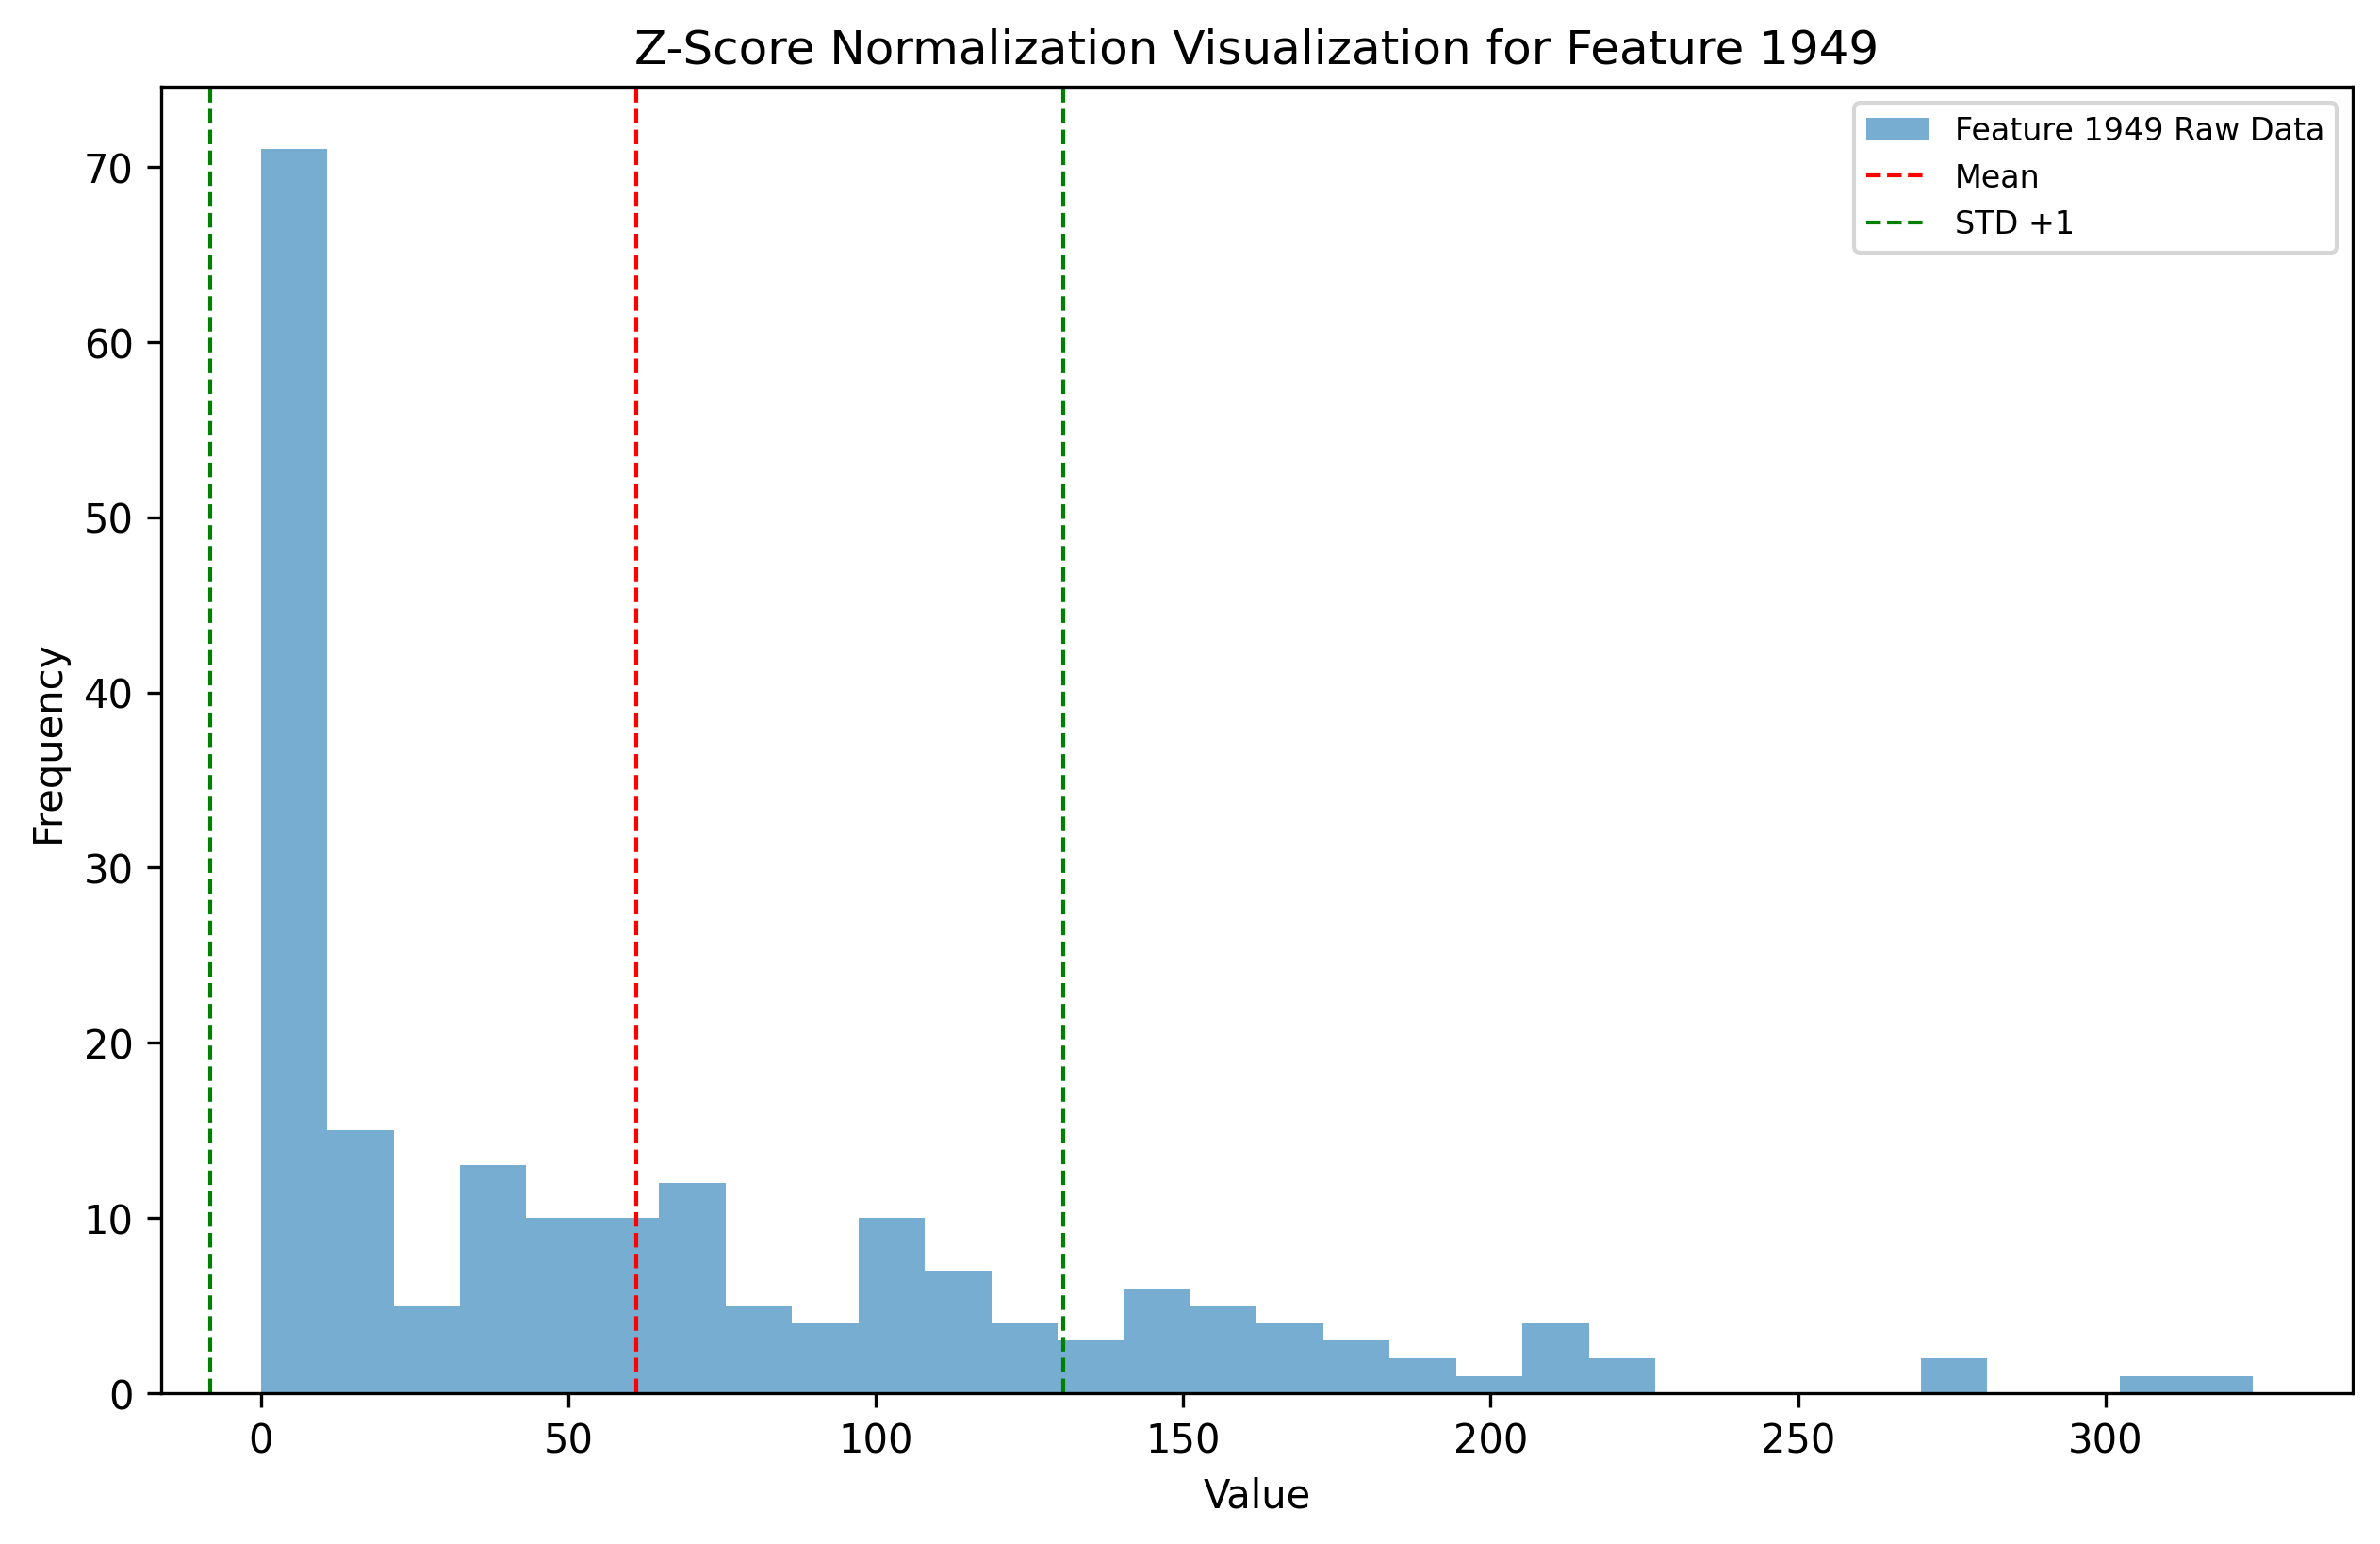 Z-Score Normalization Visualization for Feature 1949
Feature 1949 Raw Data
Mean
STD +1
Frequency
70
60
50
40
30
20
10
0
0 50 100 150 200 250 300
Value